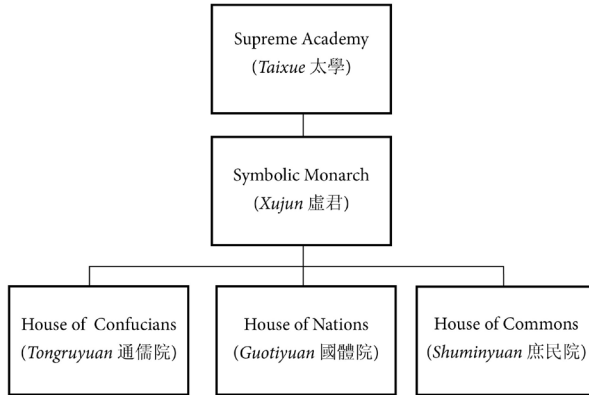 Supreme Academy
(Taixue 太學)
Symbolic Monarch
(Xujun 虛君)
House of Confucians
(Tongruyuan 通儒院)
House of Nations
(Guotiyuan 國體院)
House of Commons
(Shuminyuan 庶民院)